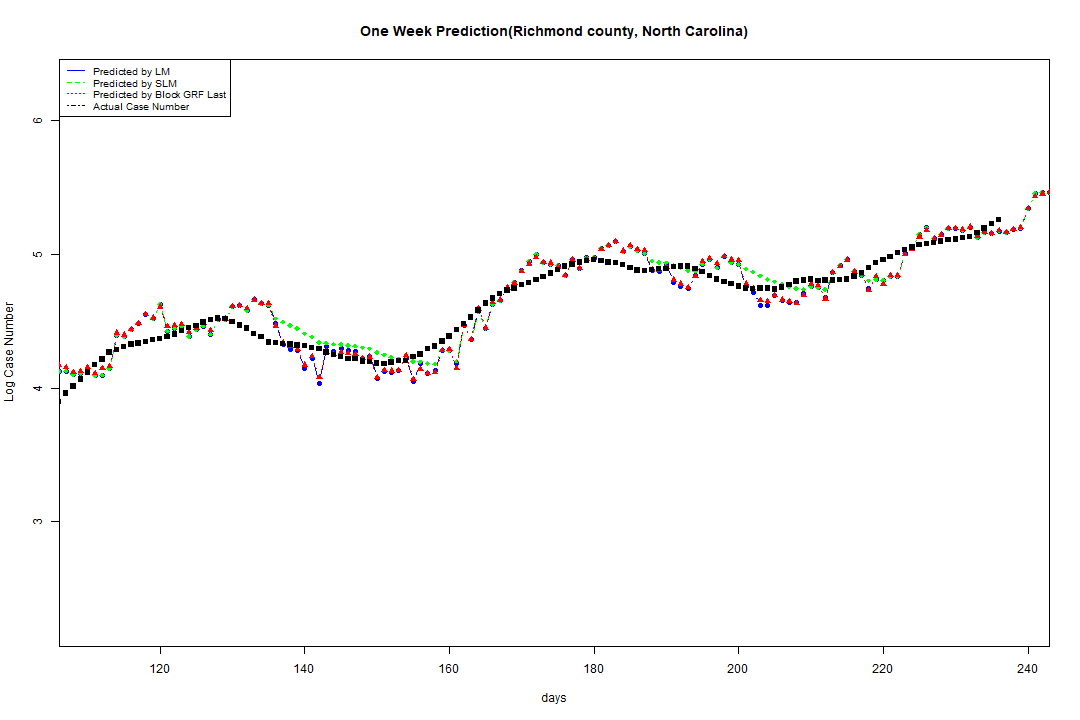 One Week Prediction(Richmond county, North Carolina)
Predicted by LM
Predicted by SLM
Predicted by Block GRF Last
Actual Case Number
6
5
4
3
Log Case Number
120 140 160 180 200 220 240
days